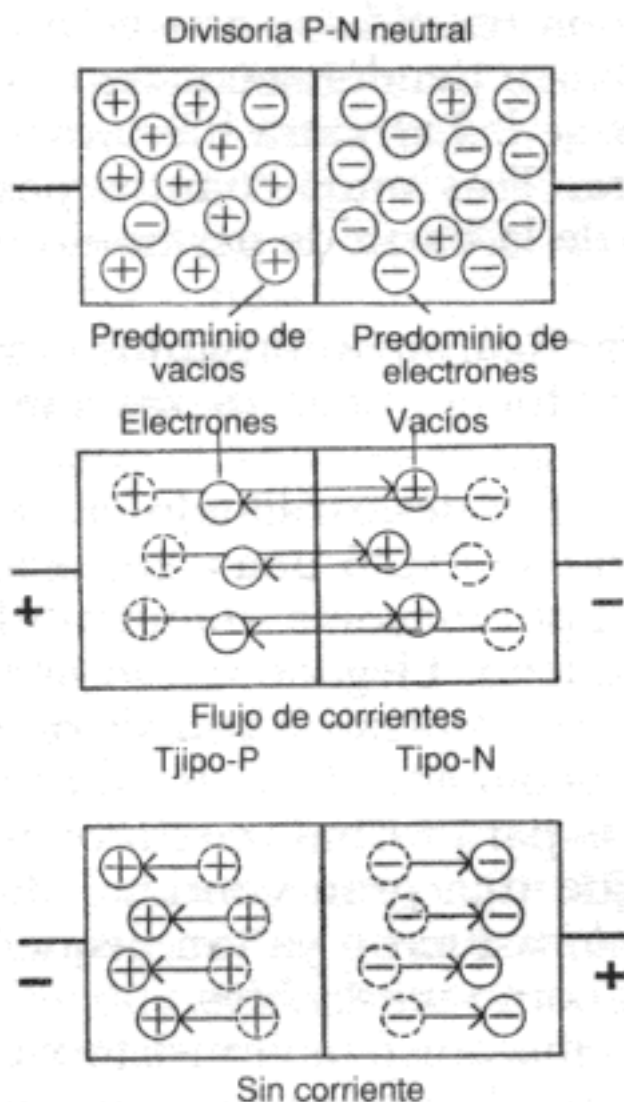 Divisoria P-N neutral
Predominio de
vacios
Predominio de
electrones
Electrones
Vacíos
+
−
Flujo de corrientes
Tjipo-P
Tipo-N
−
+
Sin corriente